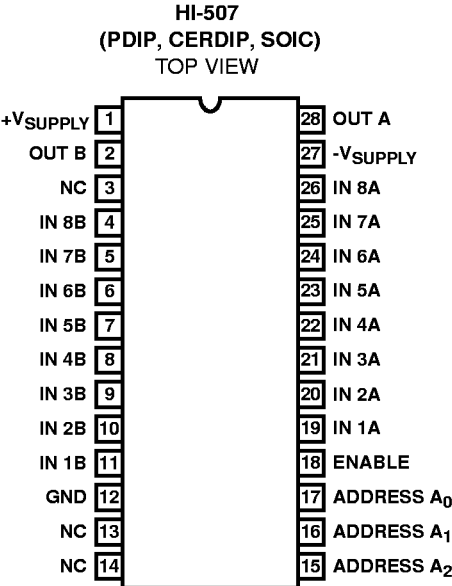 HI-507
(PDIP, CERDIP, SOIC)
TOP VIEW
+VSUPPLY 1 28 OUT A
OUT B 2 27 -VSUPPLY
NC 3 26 IN 8A
IN 8B 4 25 IN 7A
IN 7B 5 24 IN 6A
IN 6B 6 23 IN 5A
IN 5B 7 22 IN 4A
IN 4B 8 21 IN 3A
IN 3B 9 20 IN 2A
IN 2B 10 19 IN 1A
IN 1B 11 18 ENABLE
GND 12 17 ADDRESS A0
NC 13 16 ADDRESS A1
NC 14 15 ADDRESS A2